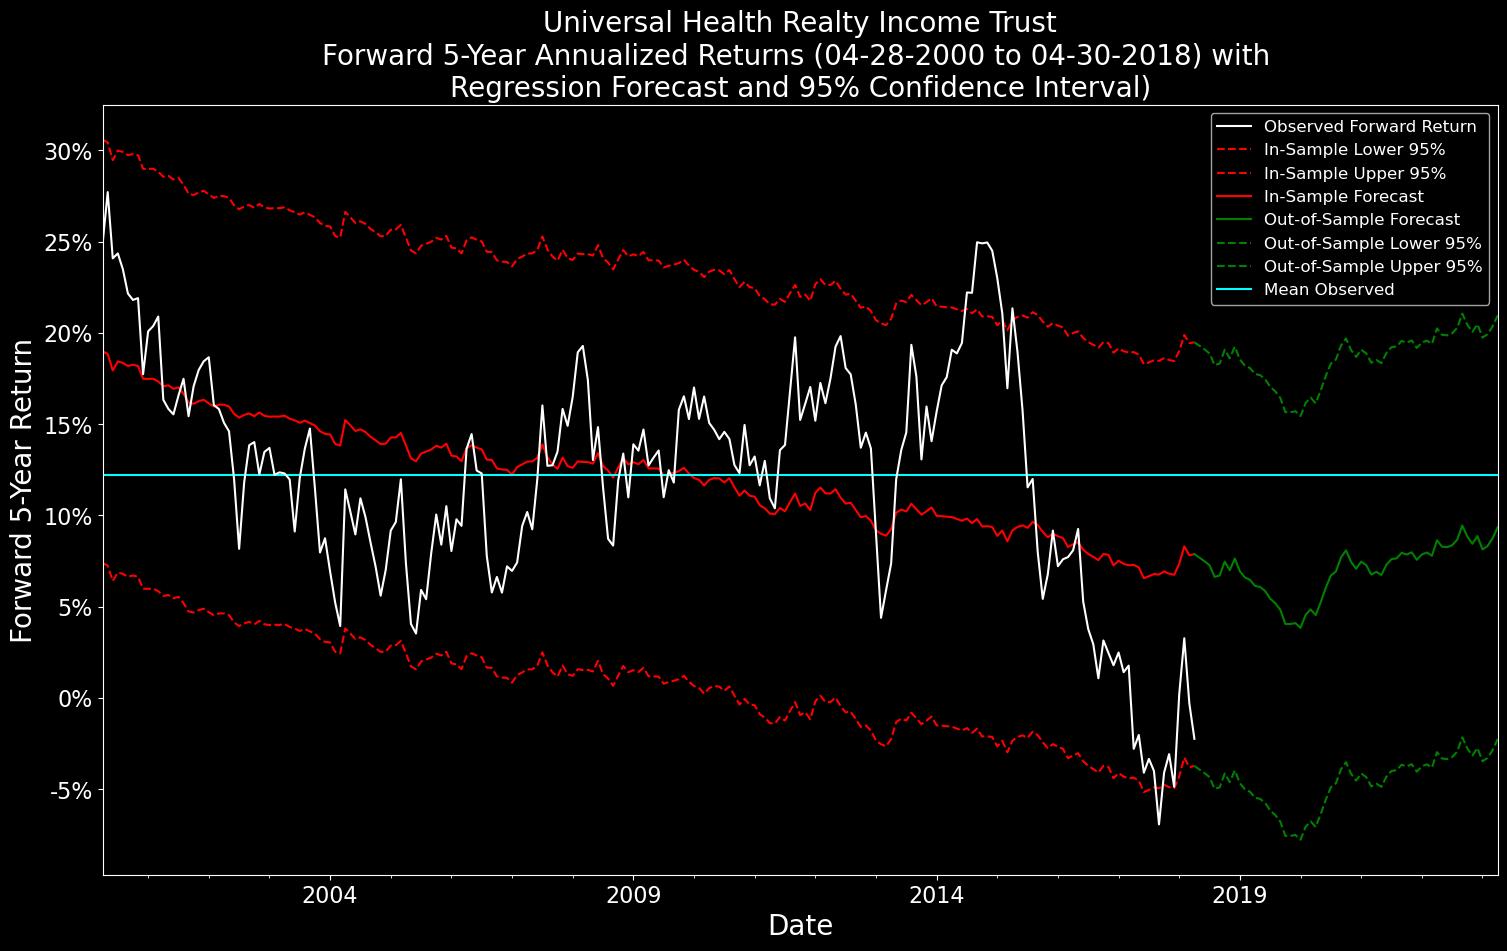 Universal Health Realty Income Trust
Forward 5-Year Annualized Returns (04-28-2000 to 04-30-2018) with
Regression Forecast and 95% Confidence Interval)
Observed Forward Return
In-Sample Lower 95%
In-Sample Upper 95%
In-Sample Forecast
Out-of-Sample Forecast
Out-of-Sample Lower 95%
Out-of-Sample Upper 95%
Mean Observed
Forward 5-Year Return
30%
25%
20%
15%
10%
5%
0%
-5%
2004
2009
2014
2019
Date